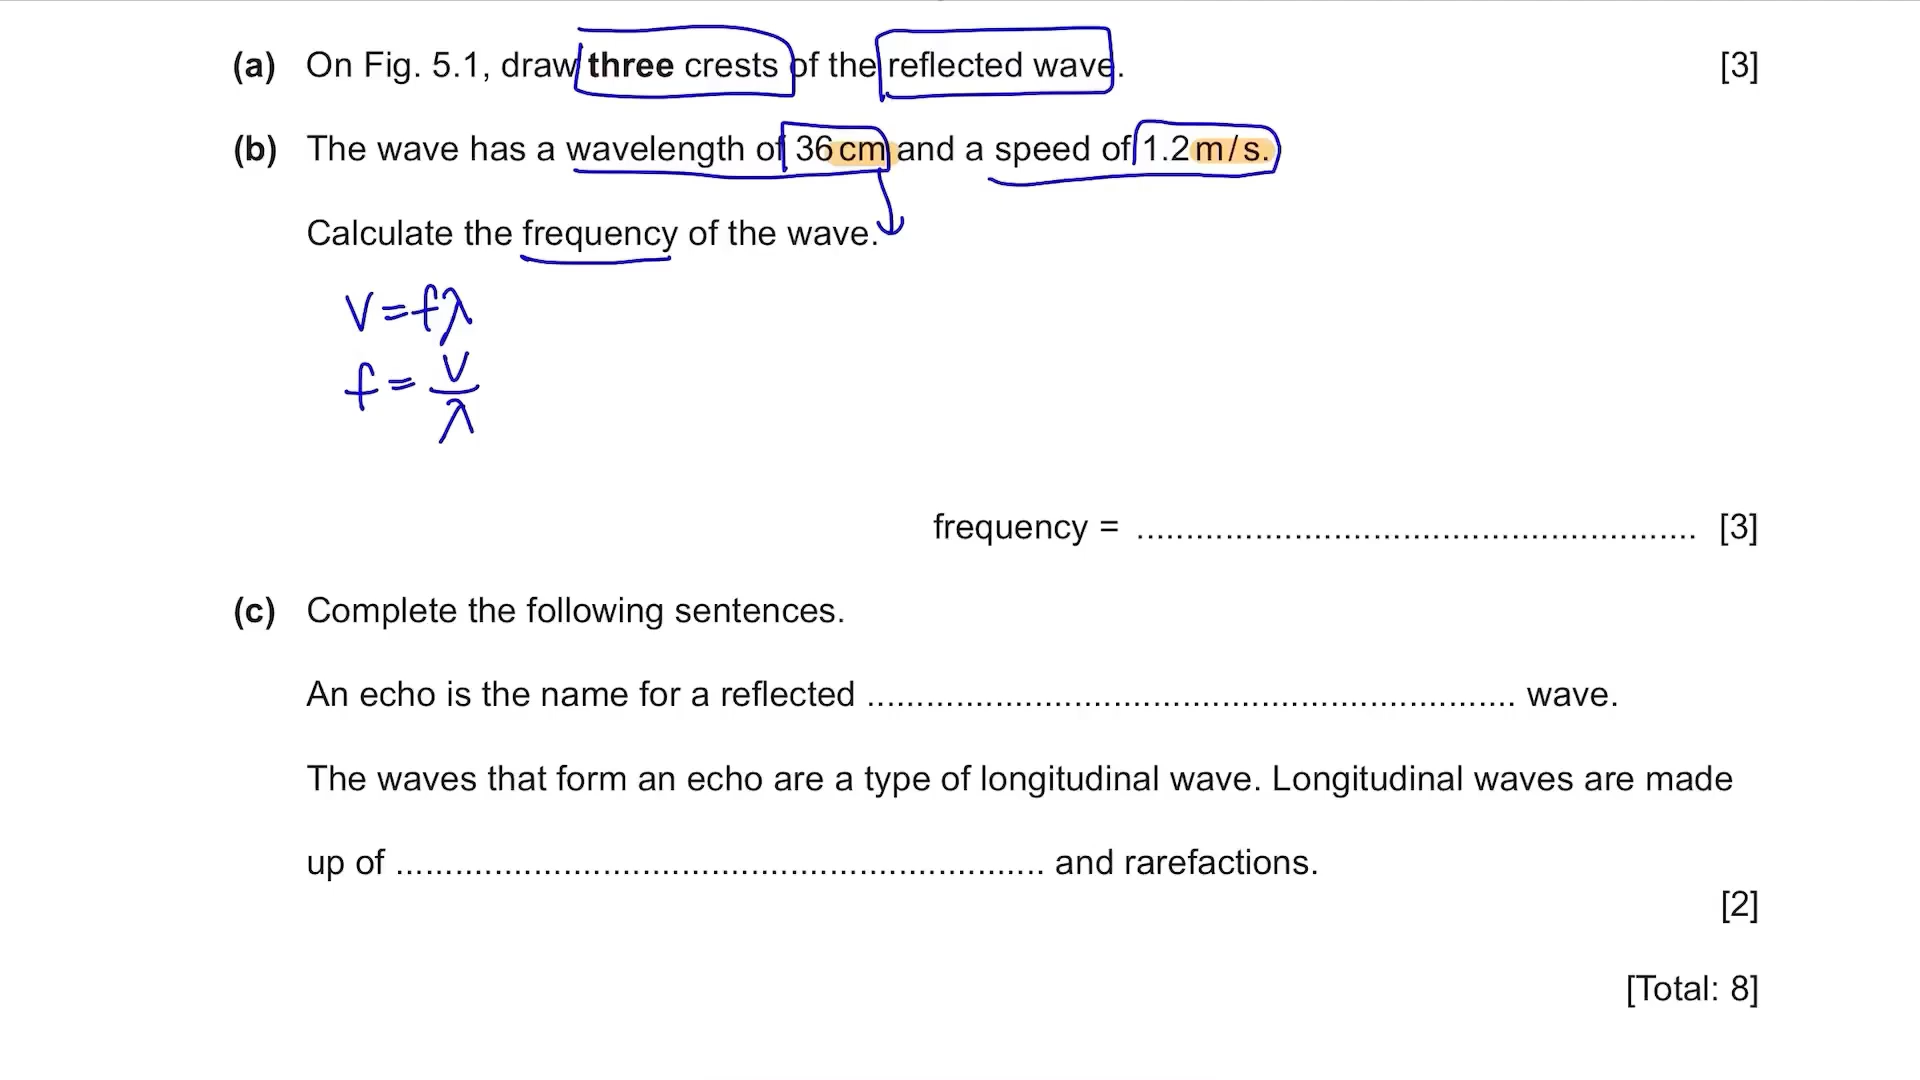 (a) On Fig. 5.1, draw three crests of the reflected wave. [3]
(b) The wave has a wavelength of 36 cm and a speed of 1.2 m/s.
Calculate the frequency of the wave.
V=fλ
f=V/λ
frequency = ........................................................ [3]
(c) Complete the following sentences.
An echo is the name for a reflected ................................................................. wave.
The waves that form an echo are a type of longitudinal wave. Longitudinal waves are made
up of ................................................................. and rarefactions.
[2]
[Total: 8]